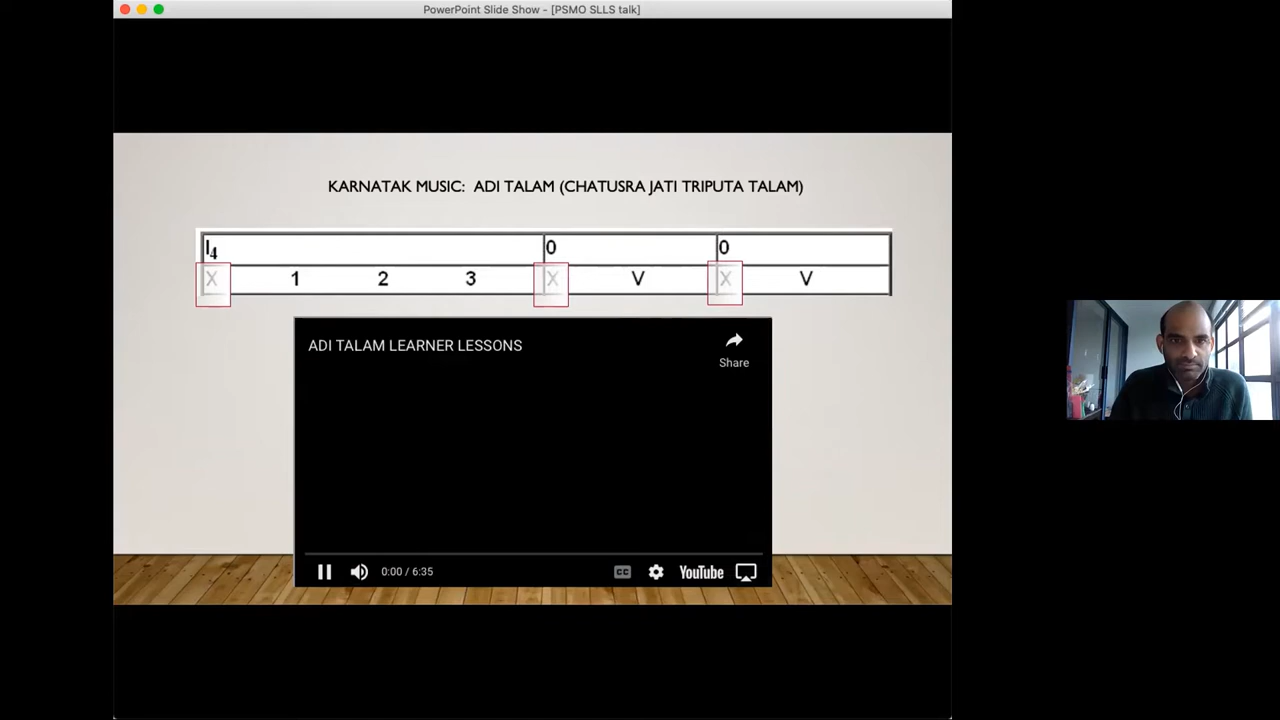 PowerPoint Slide Show - [PSMO SLLS talk]
KARNATAK MUSIC: ADI TALAM (CHATUSRA JATI TRIPUTA TALAM)
I4 0 0
X 1 2 3 X V X V
ADI TALAM LEARNER LESSONS
Share
0:00 / 6:35 CC YouTube